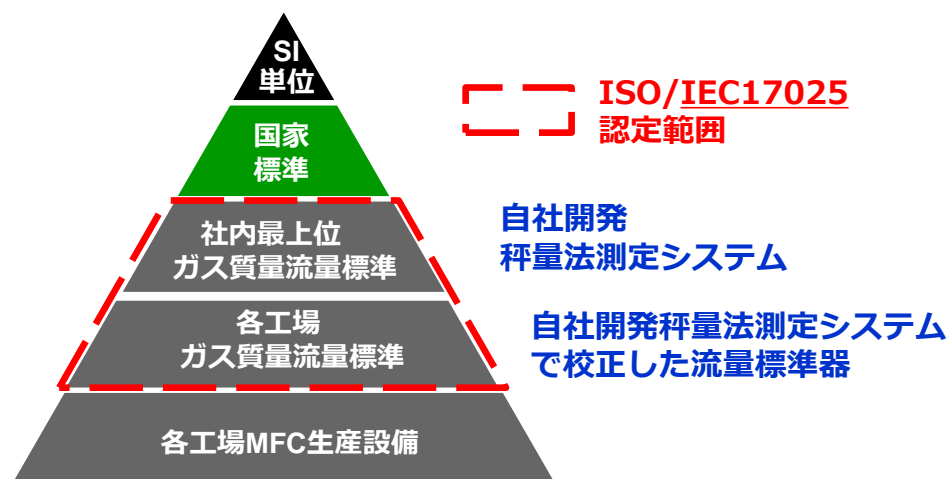 SI
単位
ISO/IEC17025
認定範囲
国家
標準
社内最上位
ガス質量流量標準
自社開発
秤量法測定システム
各工場
ガス質量流量標準
自社開発秤量法測定システム
で校正した流量標準器
各工場MFC生産設備